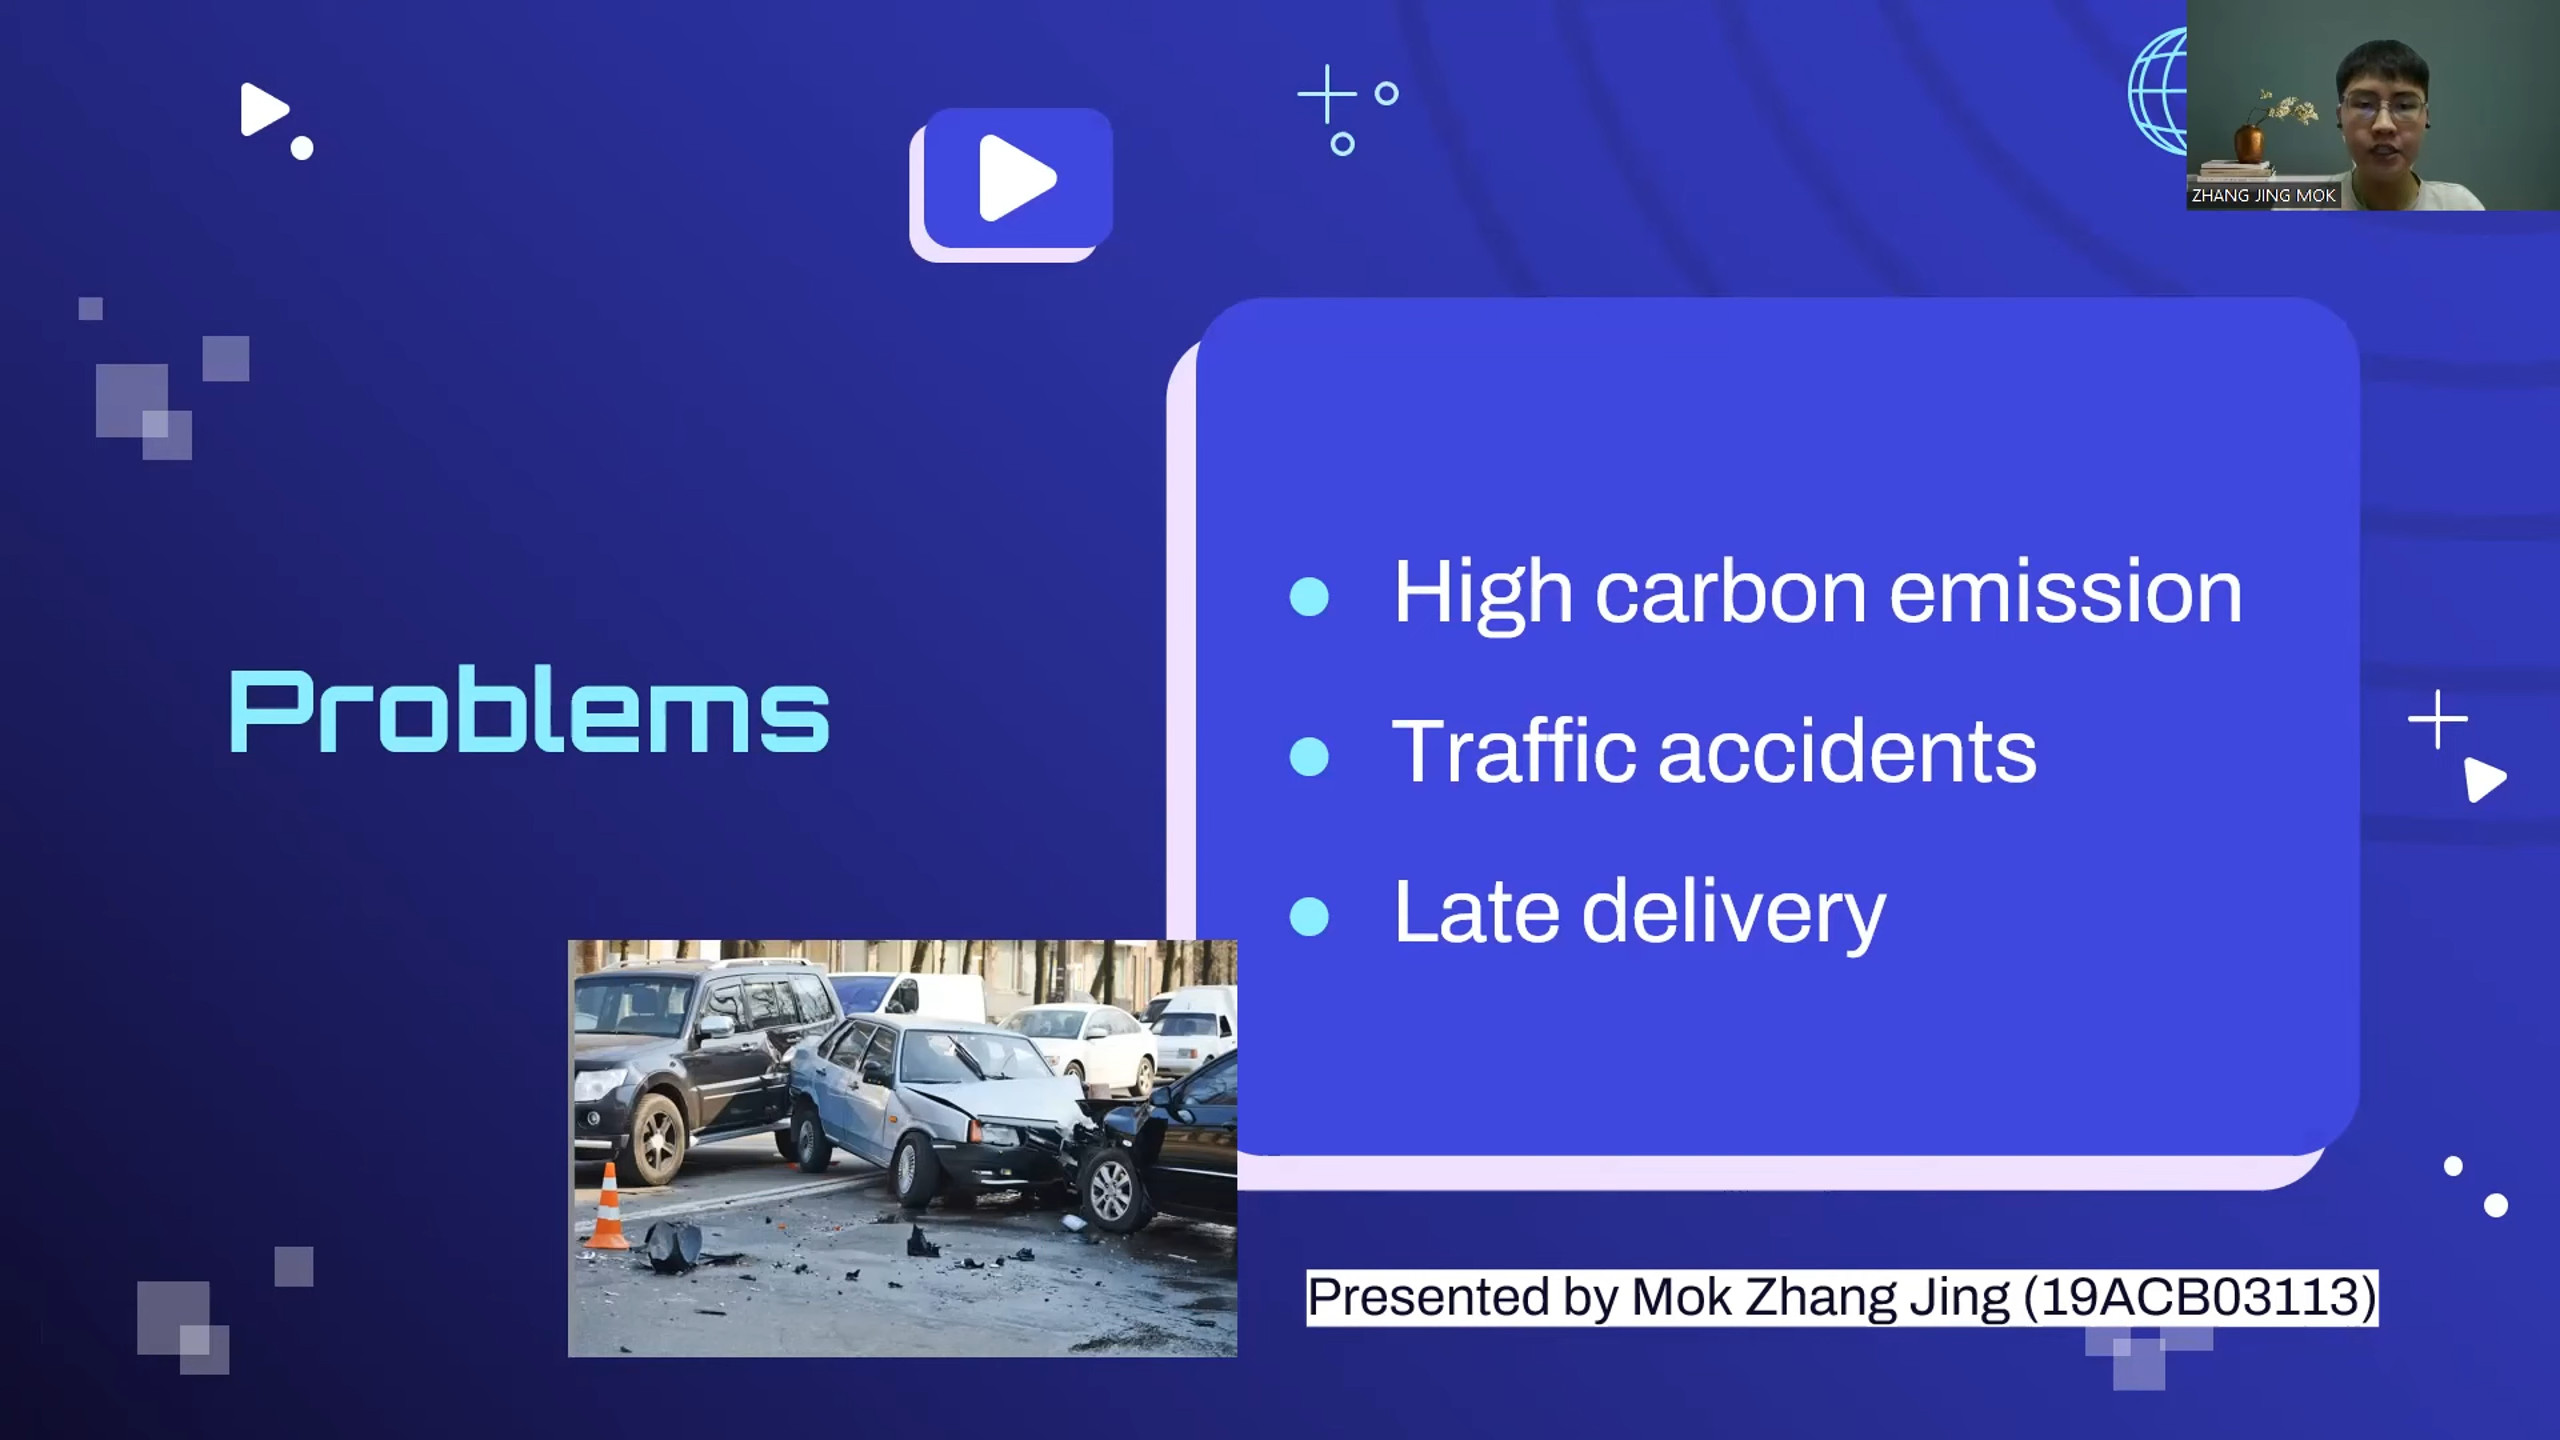 ZHANG JING MOK
Problems
High carbon emission
Traffic accidents
Late delivery
Presented by Mok Zhang Jing (19ACB03113)